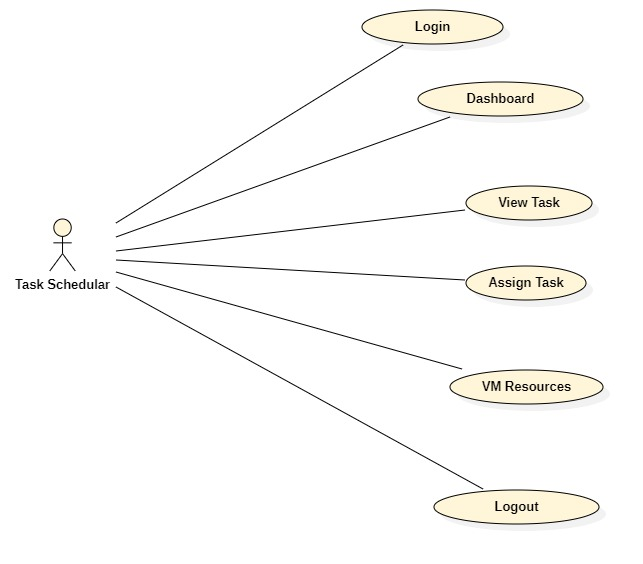 Login
Dashboard
View Task
Task Schedular
Assign Task
VM Resources
Logout